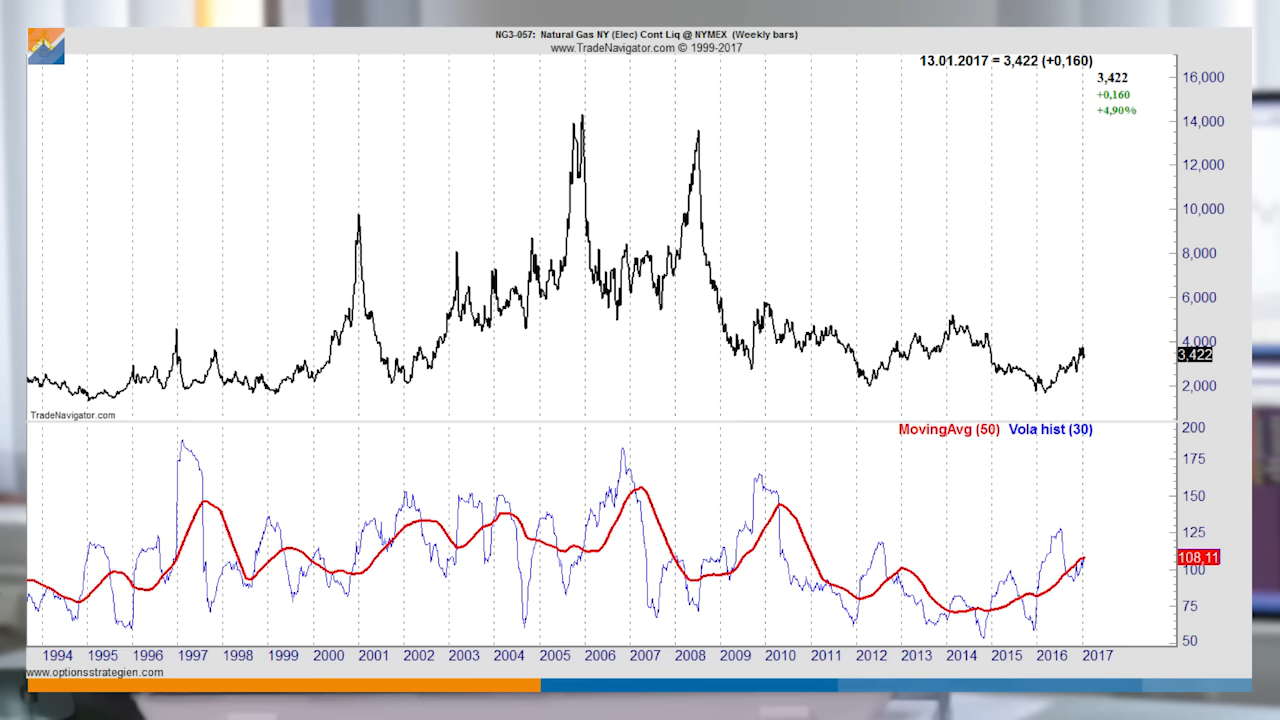 NG3-057: Natural Gas NY (Elec) Cont Liq @ NYMEX (Weekly bars)
www.TradeNavigator.com © 1999-2017
13.01.2017 = 3,422 (+0,160)
3,422
+0,160
+4,90%
16,000
14,000
12,000
10,000
8,000
6,000
4,000
3,422
2,000
TradeNavigator.com
MovingAvg (50) Vola hist (30)
200
175
150
125
108,11
100
75
50
1994 1995 1996 1997 1998 1999 2000 2001 2002 2003 2004 2005 2006 2007 2008 2009 2010 2011 2012 2013 2014 2015 2016 2017
www.optionsstrategien.com